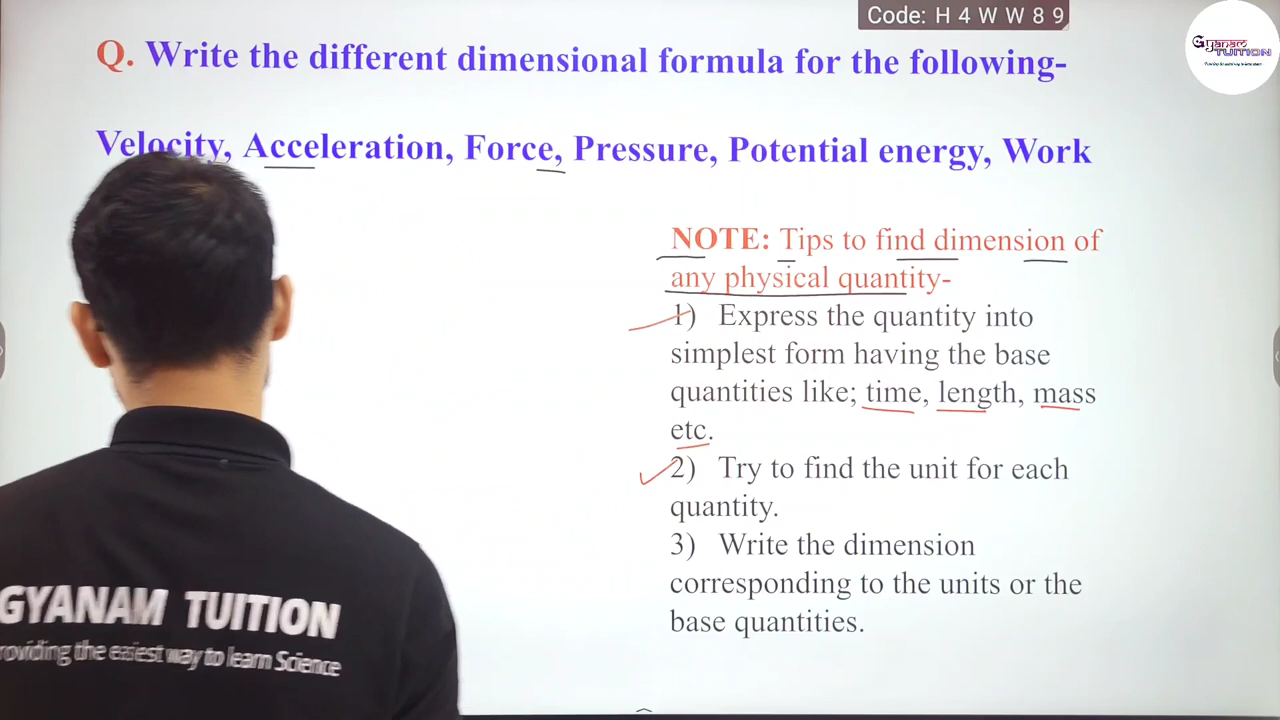 Code: H 4 W W 8 9
Gyanam
TUITION
Q. Write the different dimensional formula for the following-
Velocity, Acceleration, Force, Pressure, Potential energy, Work
NOTE: Tips to find dimension of
any physical quantity-
1) Express the quantity into
simplest form having the base
quantities like; time, length, mass
etc.
2) Try to find the unit for each
quantity.
3) Write the dimension
corresponding to the units or the
base quantities.
GYANAM TUITION
roviding the easiest way to learn Science